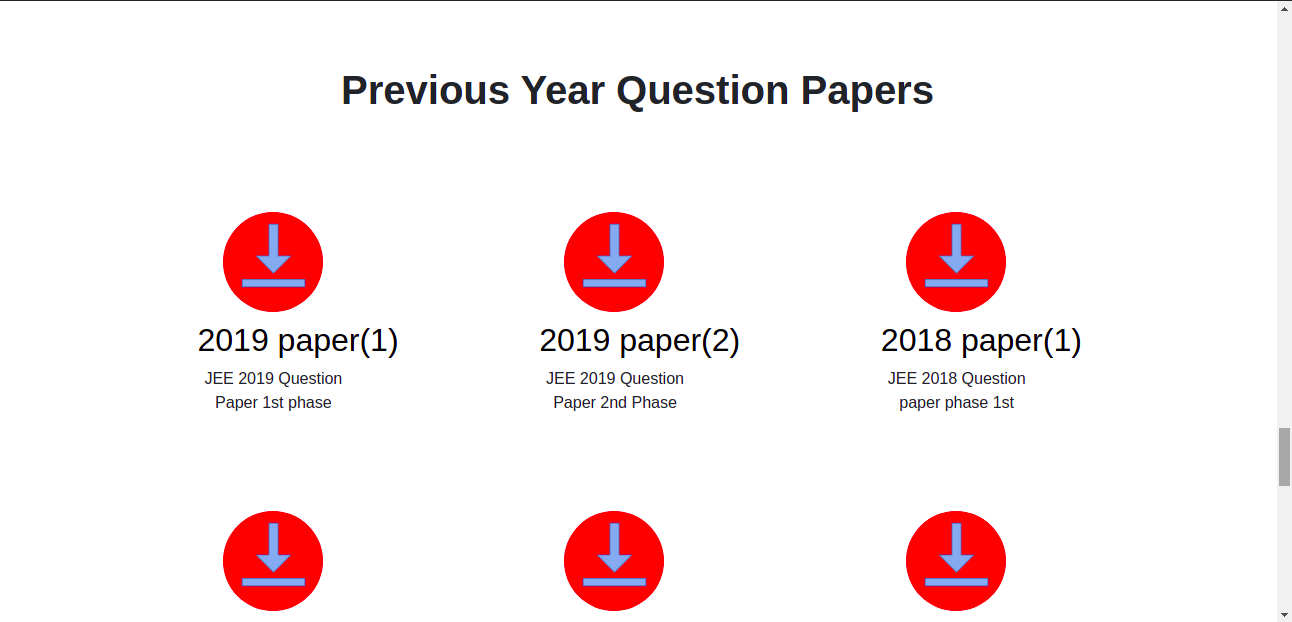 Previous Year Question Papers
2019 paper(1)
JEE 2019 Question
Paper 1st phase
2019 paper(2)
JEE 2019 Question
Paper 2nd Phase
2018 paper(1)
JEE 2018 Question
paper phase 1st